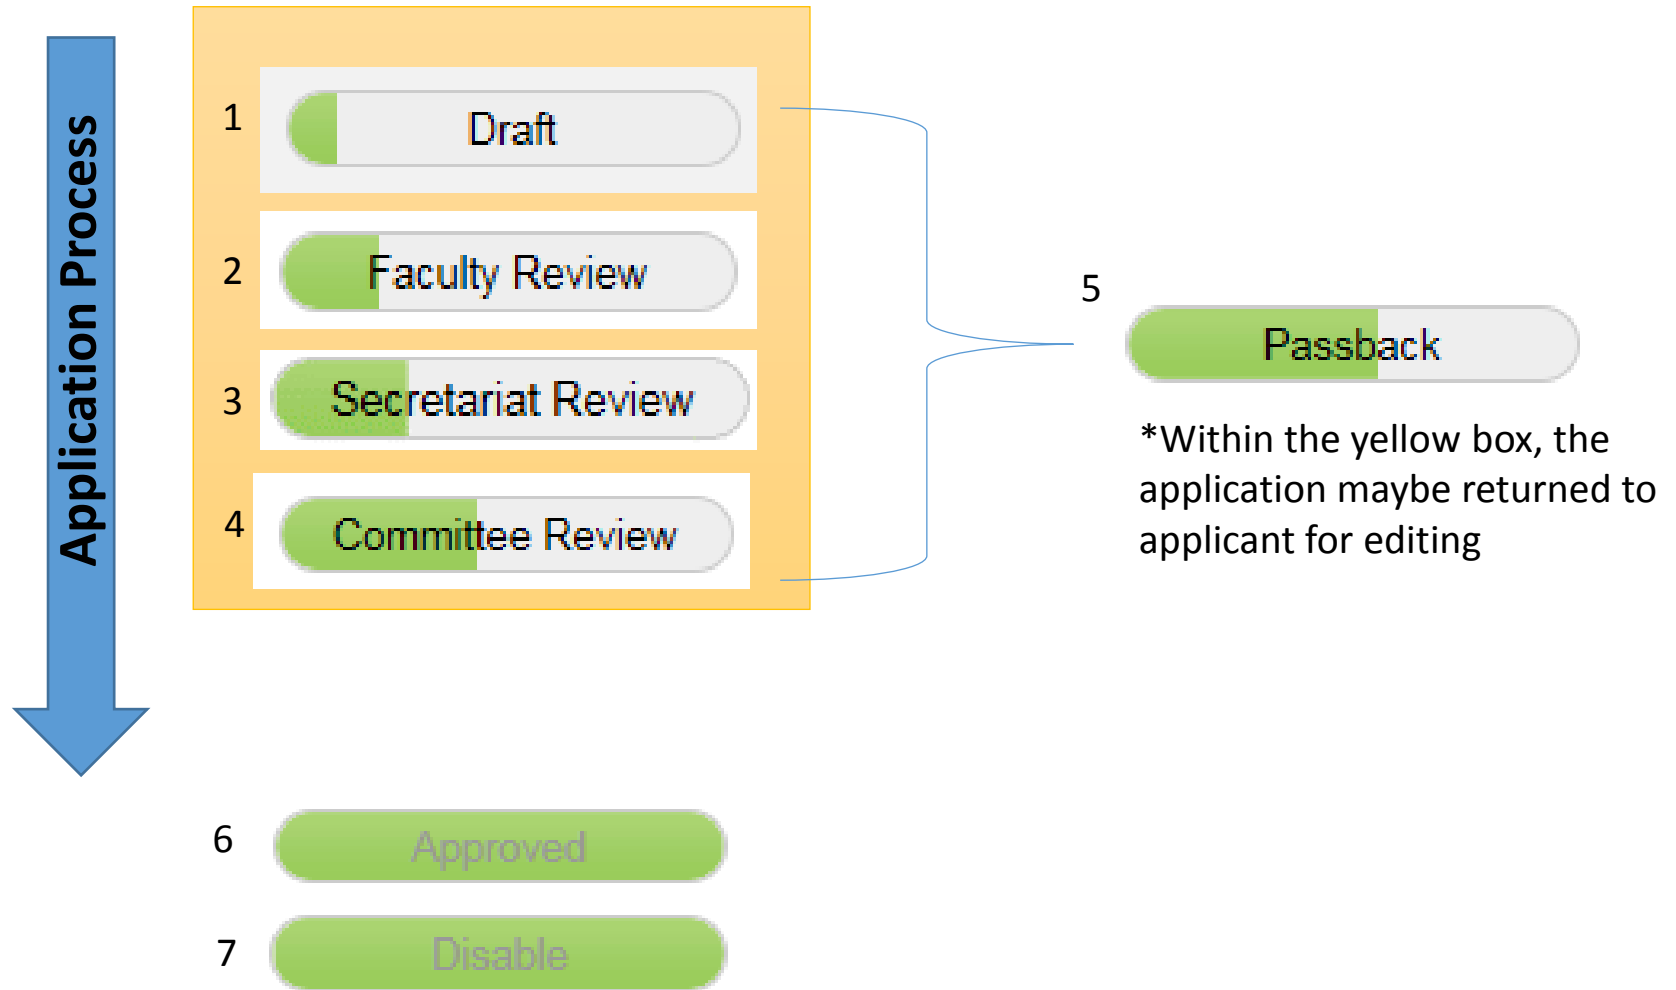 Application Process
1
Draft
2
Faculty Review
3
Secretariat Review
4
Committee Review
5
Passback
*Within the yellow box, the
application maybe returned to
applicant for editing
6
Approved
7
Disable